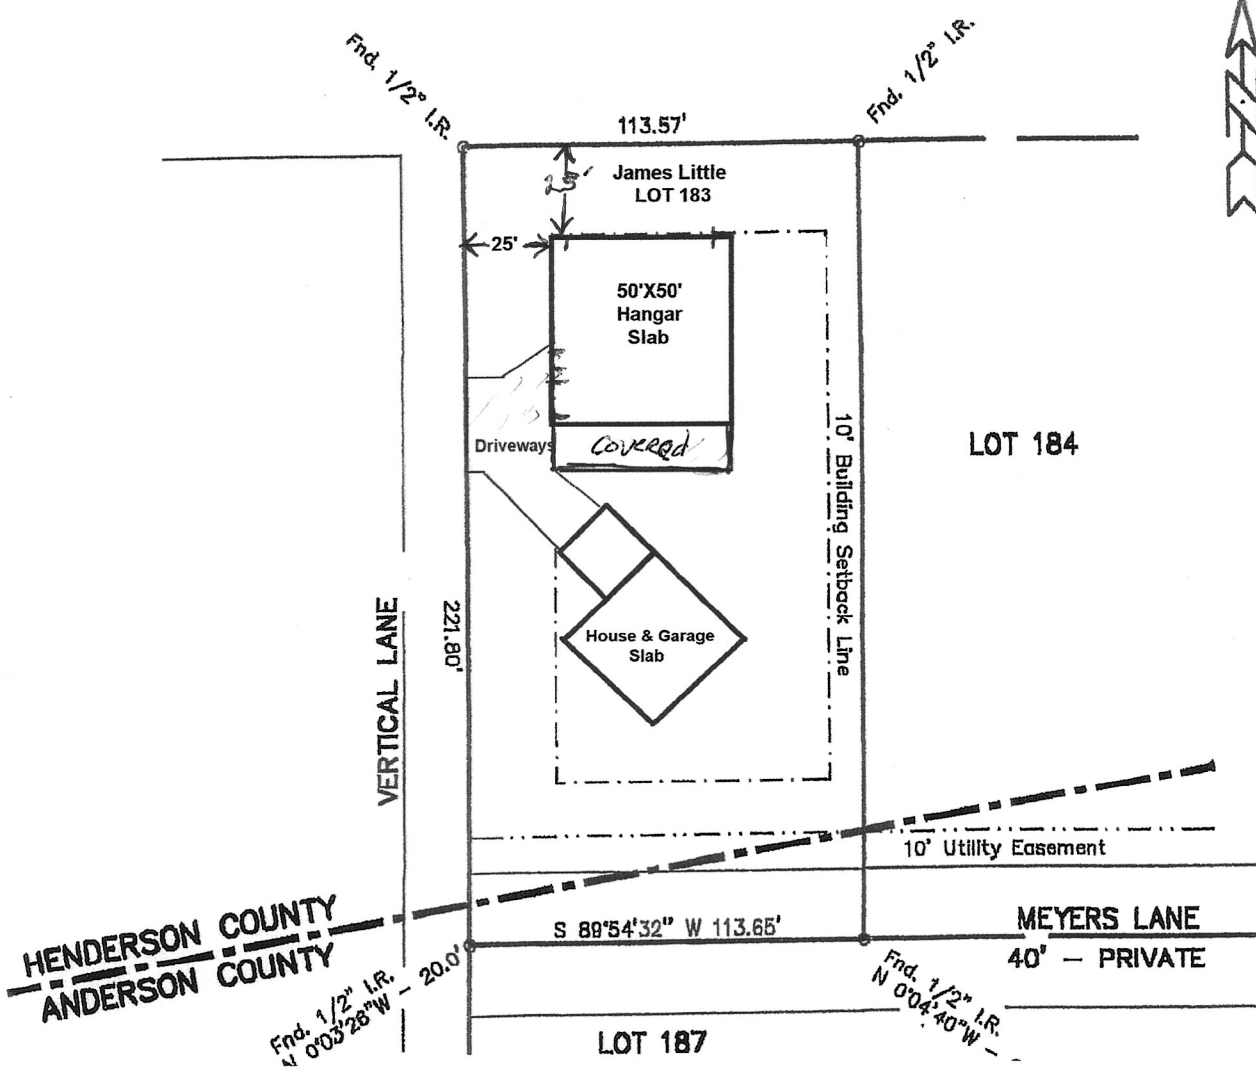 Fnd. 1/2" I.R.
Fnd. 1/2" I.R.
N
113.57'
25'
James Little
LOT 183
25'
50'X50'
Hangar
Slab
Driveways
Covered
10' Building Setback Line
LOT 184
VERTICAL LANE
221.80'
House & Garage
Slab
10' Utility Easement
HENDERSON COUNTY
ANDERSON COUNTY
S 89°54'32" W 113.65'
MEYERS LANE
40' - PRIVATE
Fnd. 1/2" I.R.
N 0°03'28"W - 20.0'
Fnd. 1/2" I.R.
N 0°04'40"W -
LOT 187